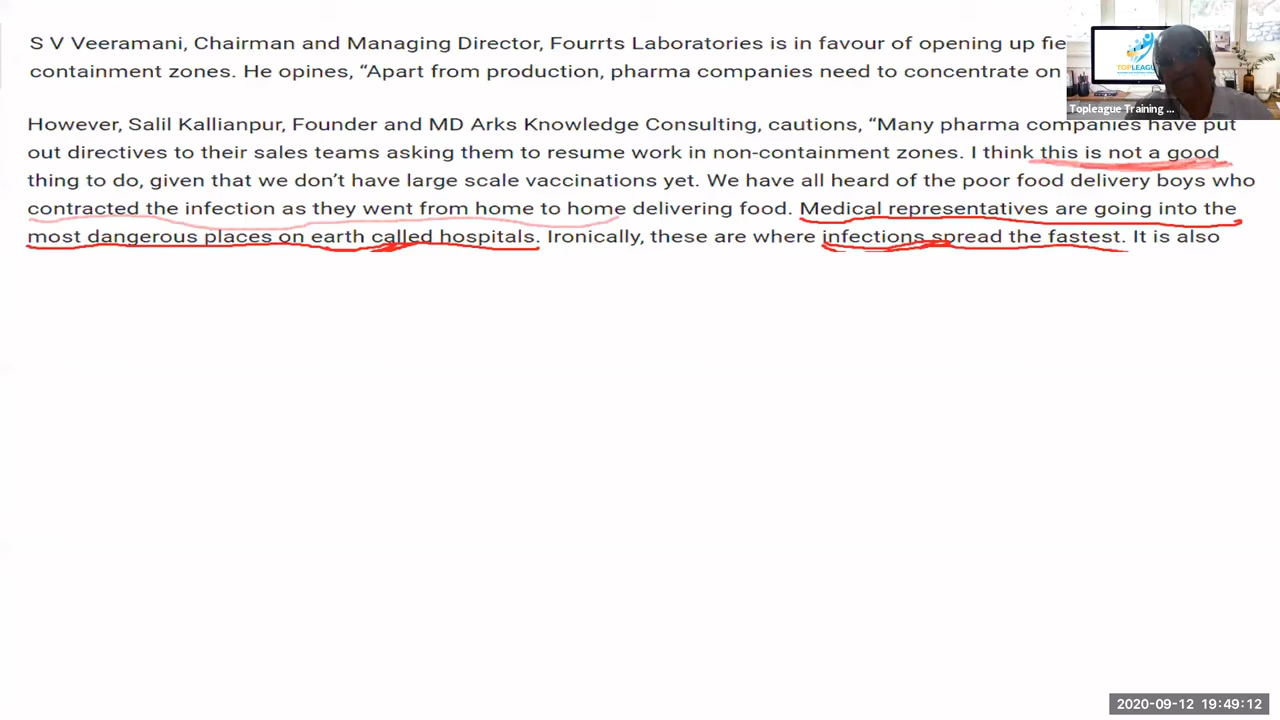 S V Veeramani, Chairman and Managing Director, Fourrts Laboratories is in favour of opening up
containment zones. He opines, “Apart from production, pharma companies need to concentrate on
TOPLEAGUE
Topleague Training ...
However, Salil Kallianpur, Founder and MD Arks Knowledge Consulting, cautions, “Many pharma companies have put
out directives to their sales teams asking them to resume work in non-containment zones. I think this is not a good
thing to do, given that we don’t have large scale vaccinations yet. We have all heard of the poor food delivery boys who
contracted the infection as they went from home to home delivering food. Medical representatives are going into the
most dangerous places on earth called hospitals. Ironically, these are where infections spread the fastest. It is also
2020-09-12 19:49:12